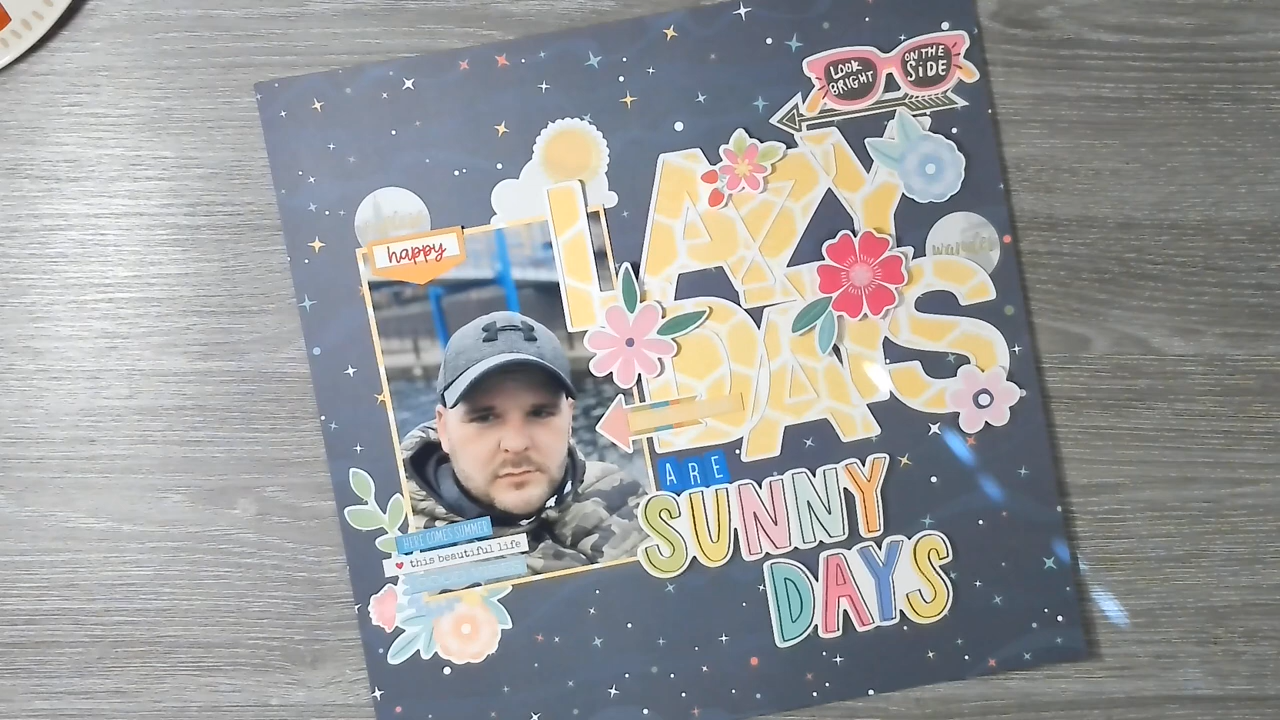 LOOK BRIGHT
ON THE SiDE
happy
LAZY
DAYS
ARE
SUNNY
DAYS
HERE COMES SUMMER
this beautiful life